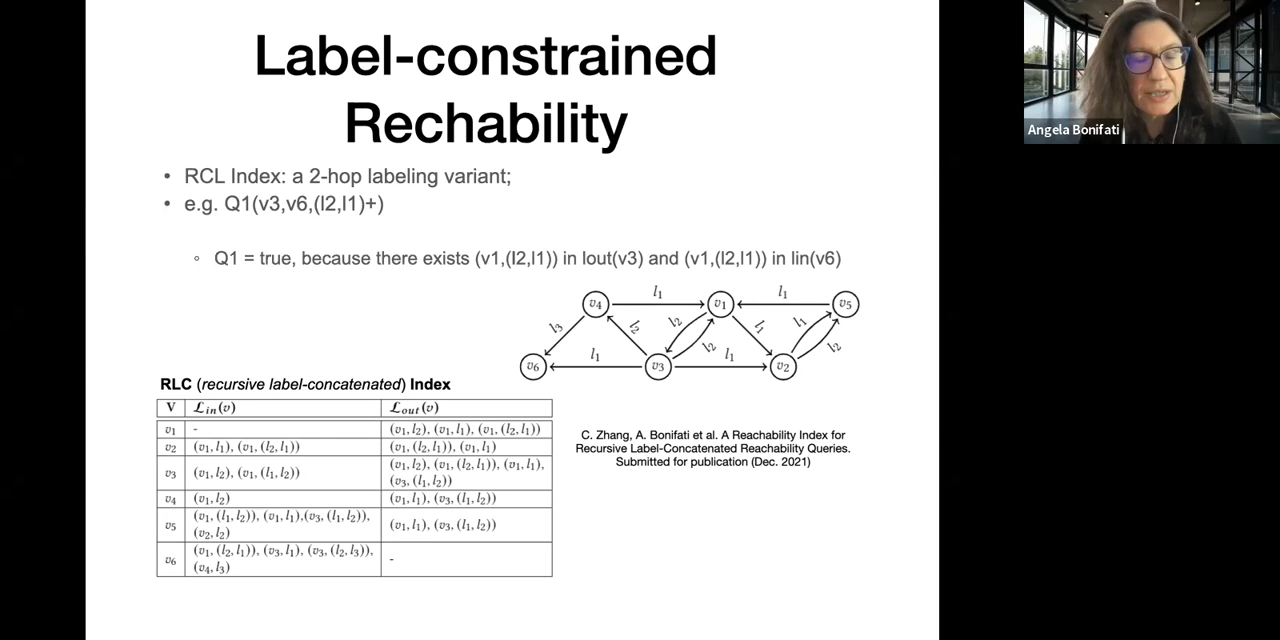 Label-constrained
Rechability
Angela Bonifati
• RCL Index: a 2-hop labeling variant;
• e.g. Q1(v3,v6,(l2,l1)+)
◦ Q1 = true, because there exists (v1,(l2,l1)) in lout(v3) and (v1,(l2,l1)) in lin(v6)
l1 l1
v4 v1 v5
l3 l2 l2 l2 l1 l1 l2
l1 l1
v6 v3 v2
RLC (recursive label-concatenated) Index
V Lin(v) Lout(v)
v1 - (v1, l2), (v1, l1), (v1, (l2, l1))
v2 (v1, l1), (v1, (l2, l1)) (v1, (l2, l1)), (v1, l1)
v3 (v1, l2), (v1, (l1, l2)) (v1, l2), (v1, (l2, l1)), (v1, l1),
(v3, (l1, l2))
v4 (v1, l2) (v1, l1), (v3, (l1, l2))
v5 (v1, (l1, l2)), (v1, l1),(v3, (l1, l2)), (v1, l1), (v3, (l1, l2))
(v2, l2)
v6 (v1, (l2, l1)), (v3, l1), (v3, (l2, l3)), -
(v4, l3)
C. Zhang, A. Bonifati et al. A Reachability Index for
Recursive Label-Concatenated Reachability Queries.
Submitted for publication (Dec. 2021)